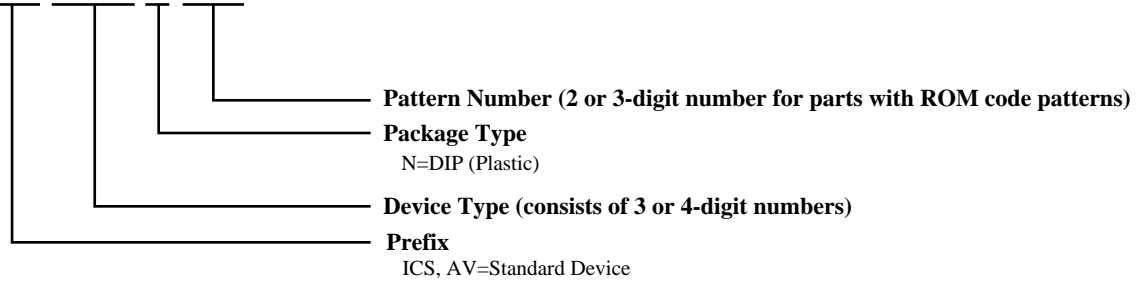 Pattern Number (2 or 3-digit number for parts with ROM code patterns)
Package Type
N=DIP (Plastic)
Device Type (consists of 3 or 4-digit numbers)
Prefix
ICS, AV=Standard Device